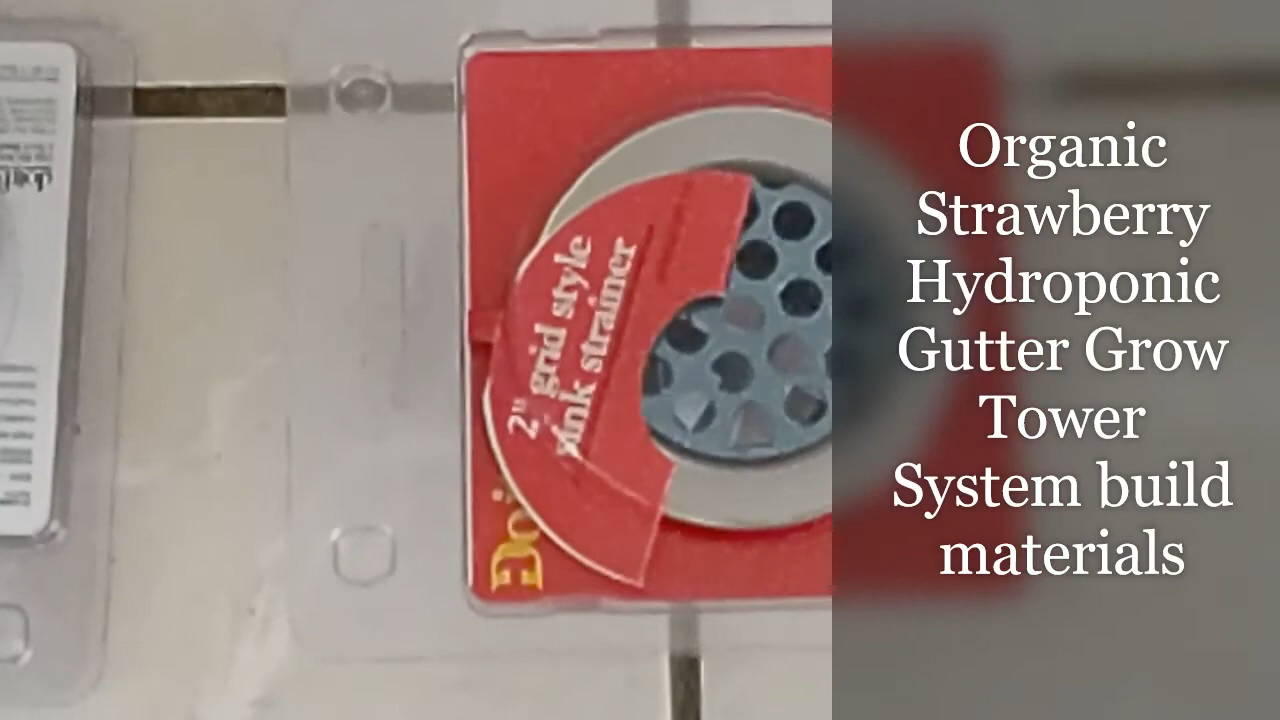 2" grid style
sink strainer
Organic
Strawberry
Hydroponic
Gutter Grow
Tower
System build
materials